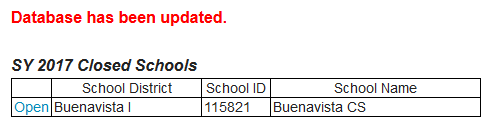 Database has been updated.
SY 2017 Closed Schools
School District School ID School Name
Open Buenavista I 115821 Buenavista CS